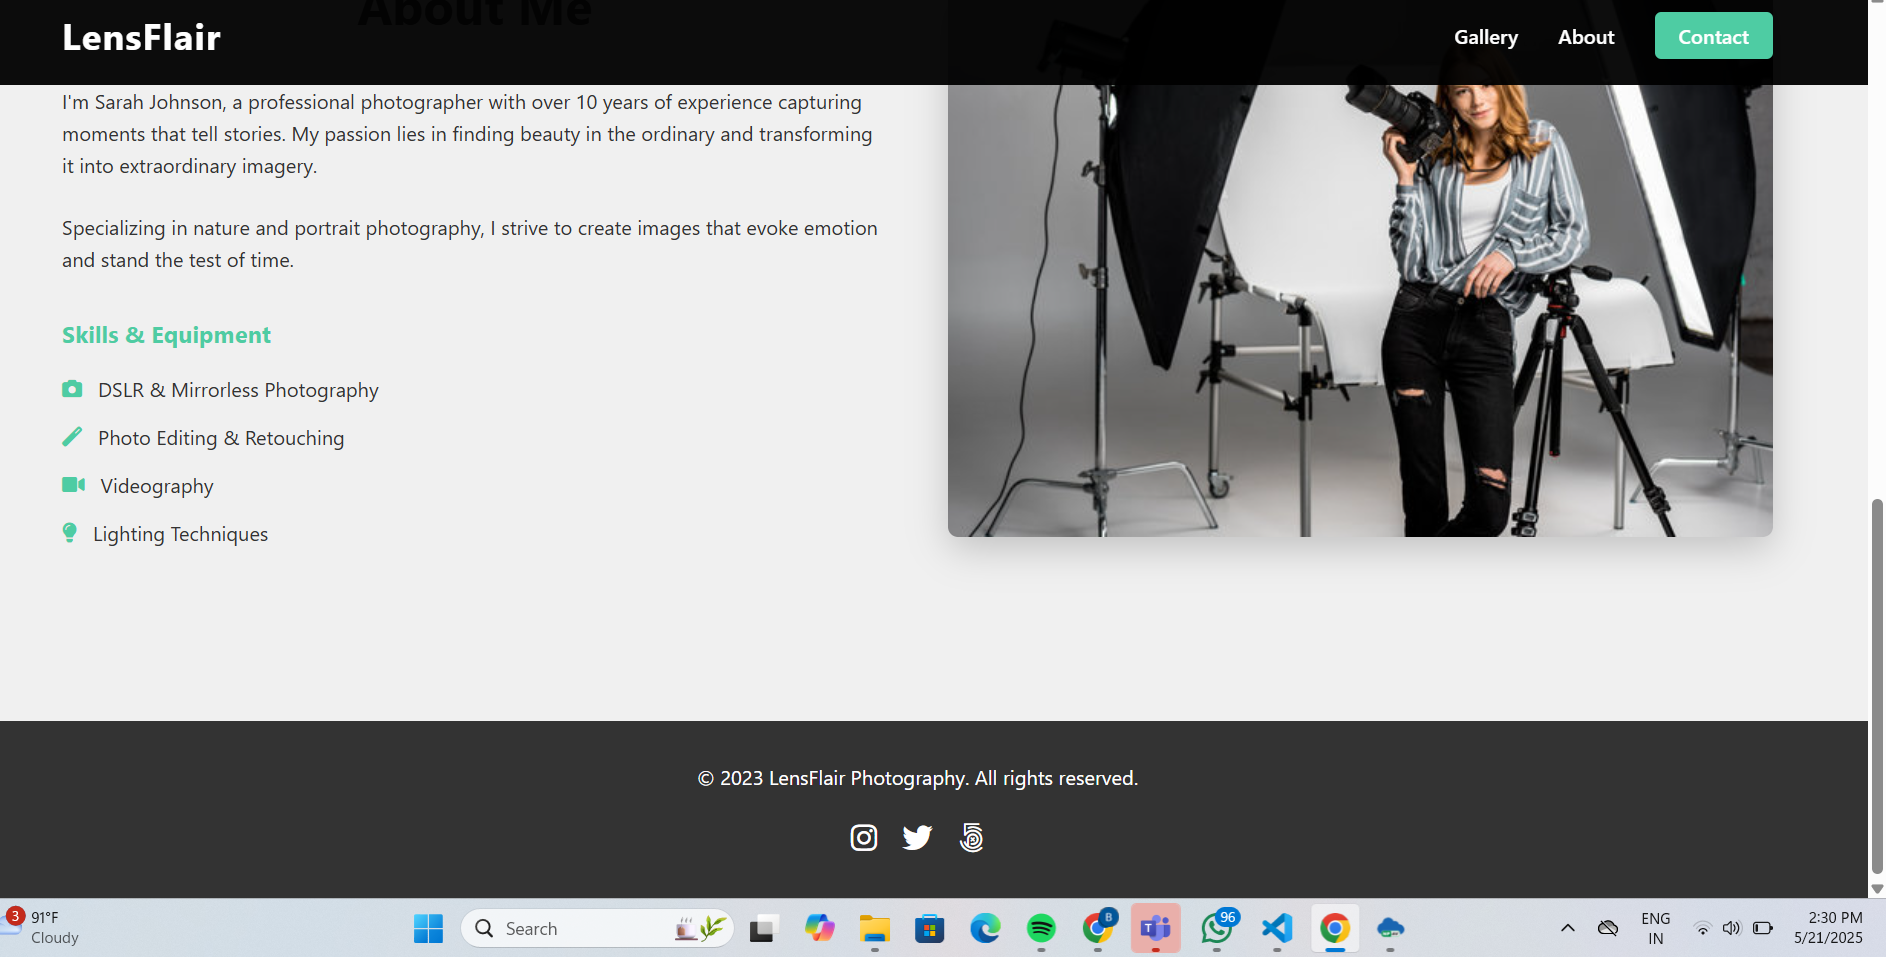 About Me
LensFlair
Gallery
About
Contact
I'm Sarah Johnson, a professional photographer with over 10 years of experience capturing
moments that tell stories. My passion lies in finding beauty in the ordinary and transforming
it into extraordinary imagery.
Specializing in nature and portrait photography, I strive to create images that evoke emotion
and stand the test of time.
Skills & Equipment
DSLR & Mirrorless Photography
Photo Editing & Retouching
Videography
Lighting Techniques
© 2023 LensFlair Photography. All rights reserved.
3
91°F
Cloudy
Search
B
96
ENG
IN
2:30 PM
5/21/2025